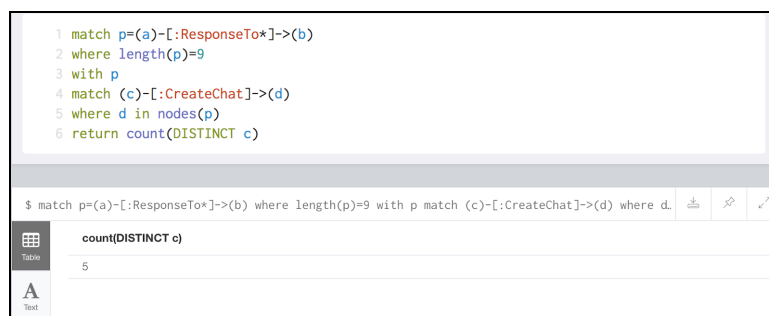 1 match p=(a)-[:ResponseTo*]->(b)
2 where length(p)=9
3 with p
4 match (c)-[:CreateChat]->(d)
5 where d in nodes(p)
6 return count(DISTINCT c)
$ match p=(a)-[:ResponseTo*]->(b) where length(p)=9 with p match (c)-[:CreateChat]->(d) where d…
Table
count(DISTINCT c)
5
A
Text